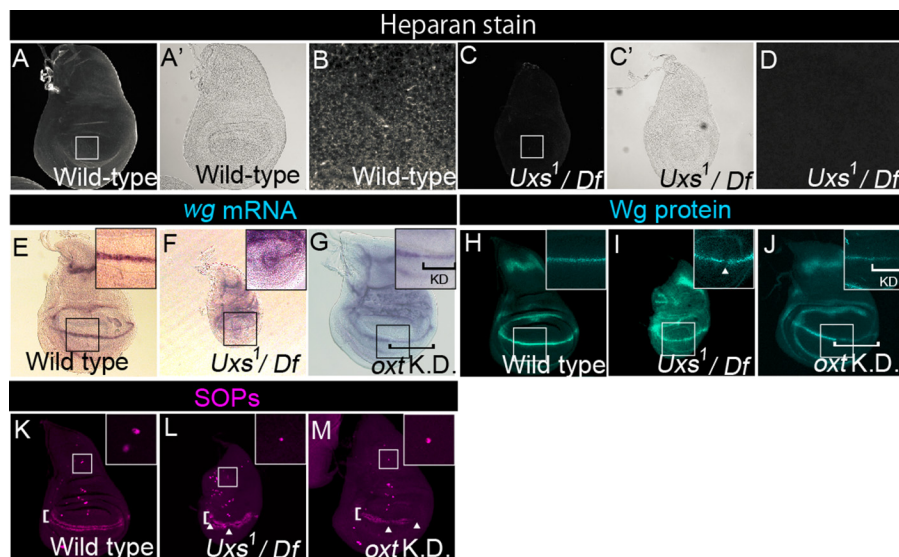 Heparan stain
A A' B C C' D
Wild-type Wild-type Wild-type Uxs¹/ Df Uxs¹/ Df Uxs¹/ Df
wg mRNA Wg protein
E F G H I J
KD KD
Wild type Uxs¹/ Df oxt K.D. Wild type Uxs¹/ Df oxt K.D.
SOPs
K L M
Wild type Uxs¹/ Df oxt K.D.